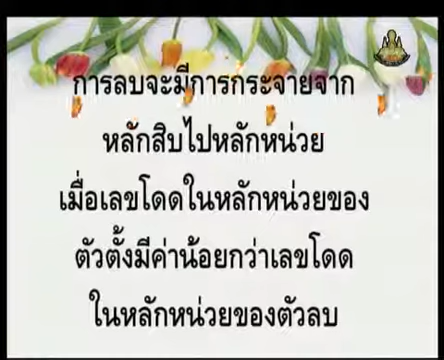 การลบจะมีการกระจายจาก
หลักสิบไปหลักหน่วย
เมื่อเลขโดดในหลักหน่วยของ
ตัวตั้งมีค่าน้อยกว่าเลขโดด
ในหลักหน่วยของตัวลบ